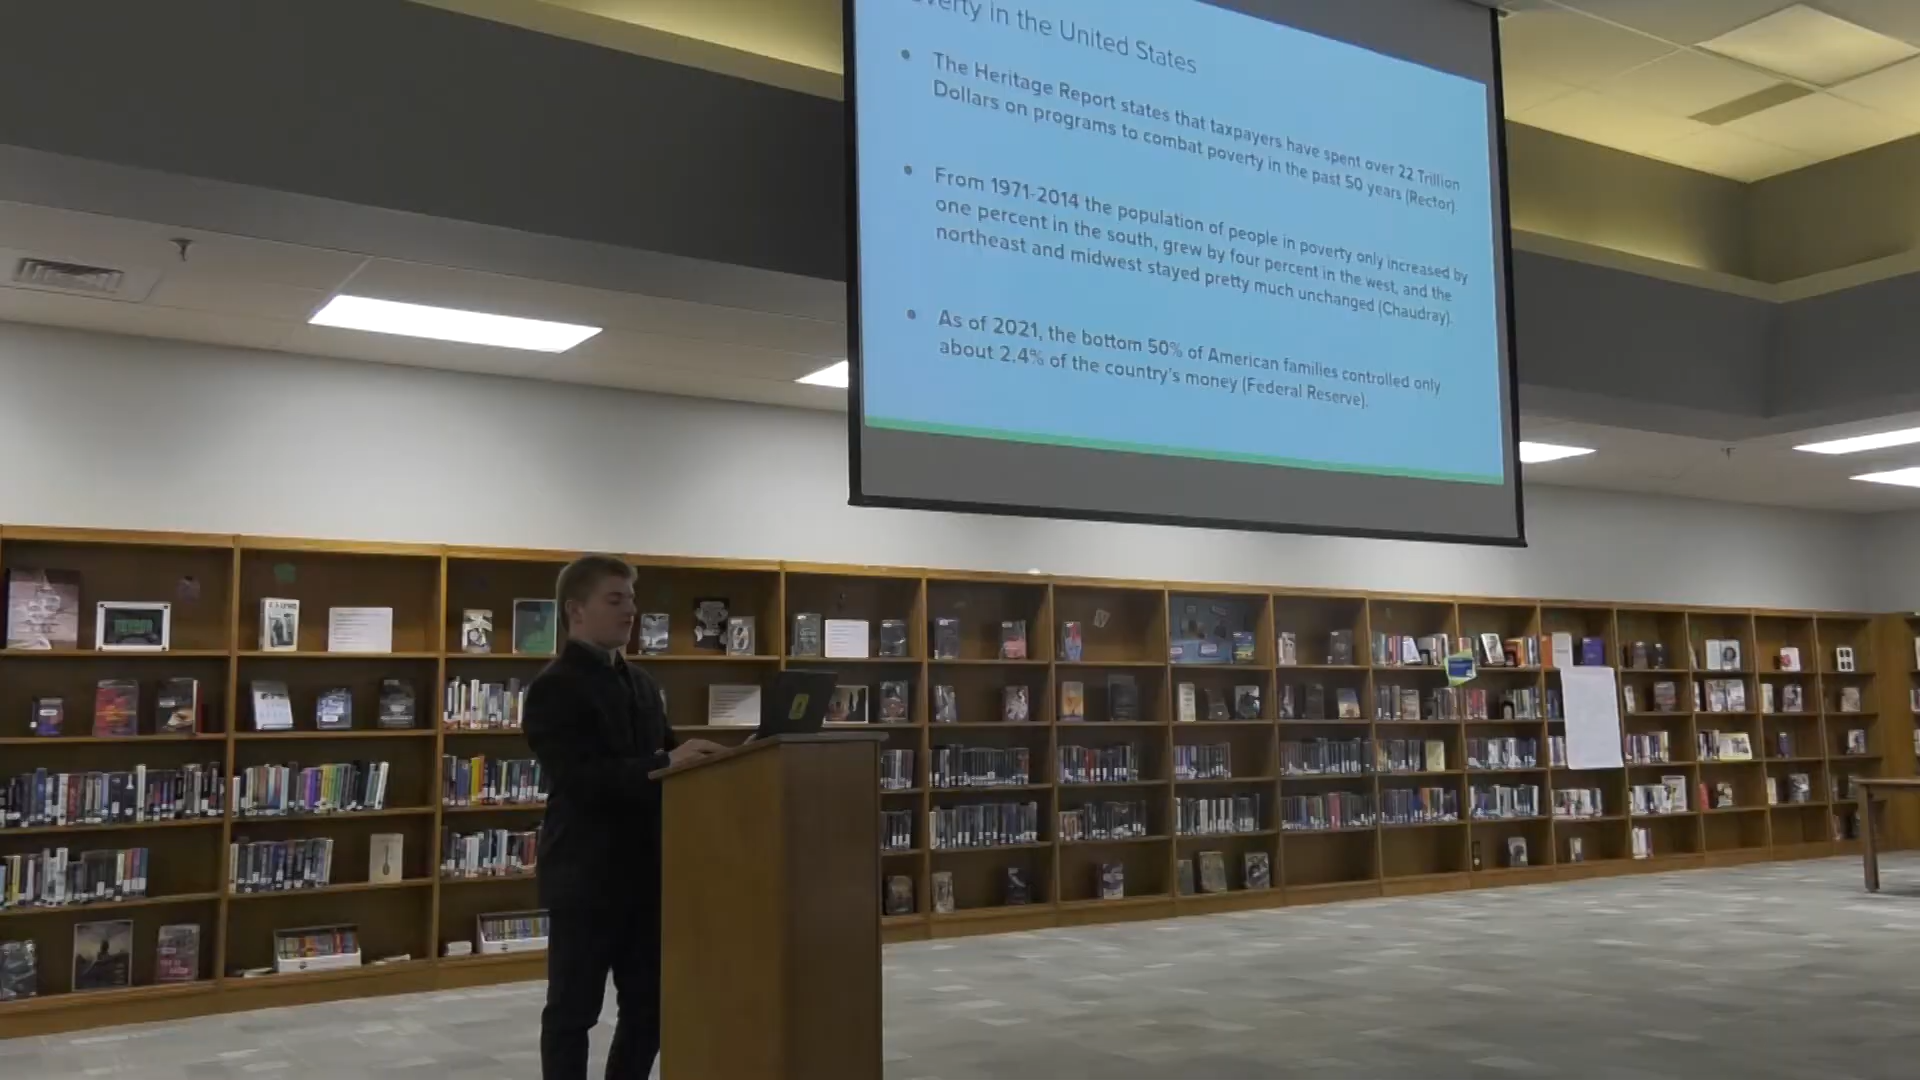 verty in the United States
The Heritage Report states that taxpayers have spent over 22 Trillion
Dollars on programs to combat poverty in the past 50 years (Rector).
From 1971-2014 the population of people in poverty only increased by
one percent in the south, grew by four percent in the west, and the
northeast and midwest stayed pretty much unchanged (Chaudray).
As of 2021, the bottom 50% of American families controlled only
about 2.4% of the country's money (Federal Reserve).